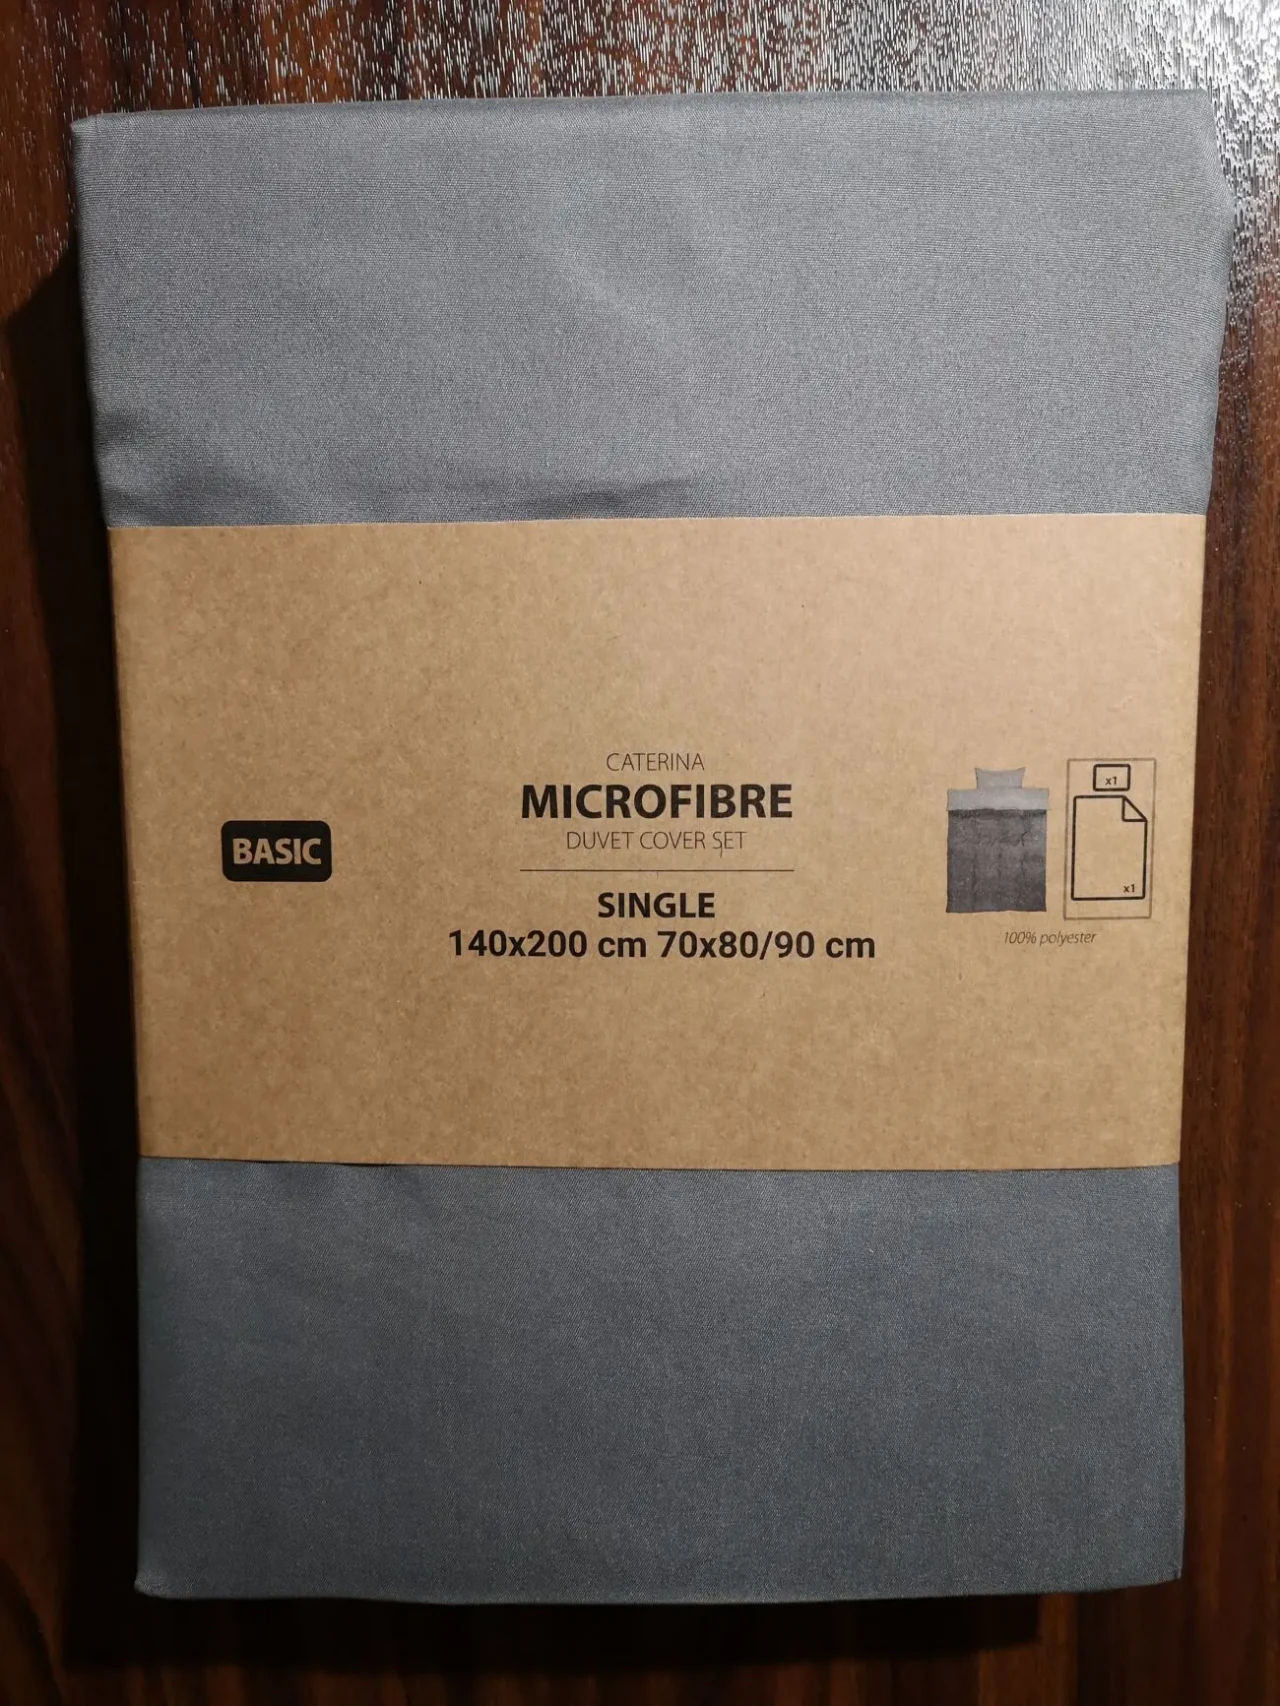 CATERINA
MICROFIBRE
DUVET COVER SET
BASIC
SINGLE
140x200 cm 70x80/90 cm
x1
x1
100% polyester